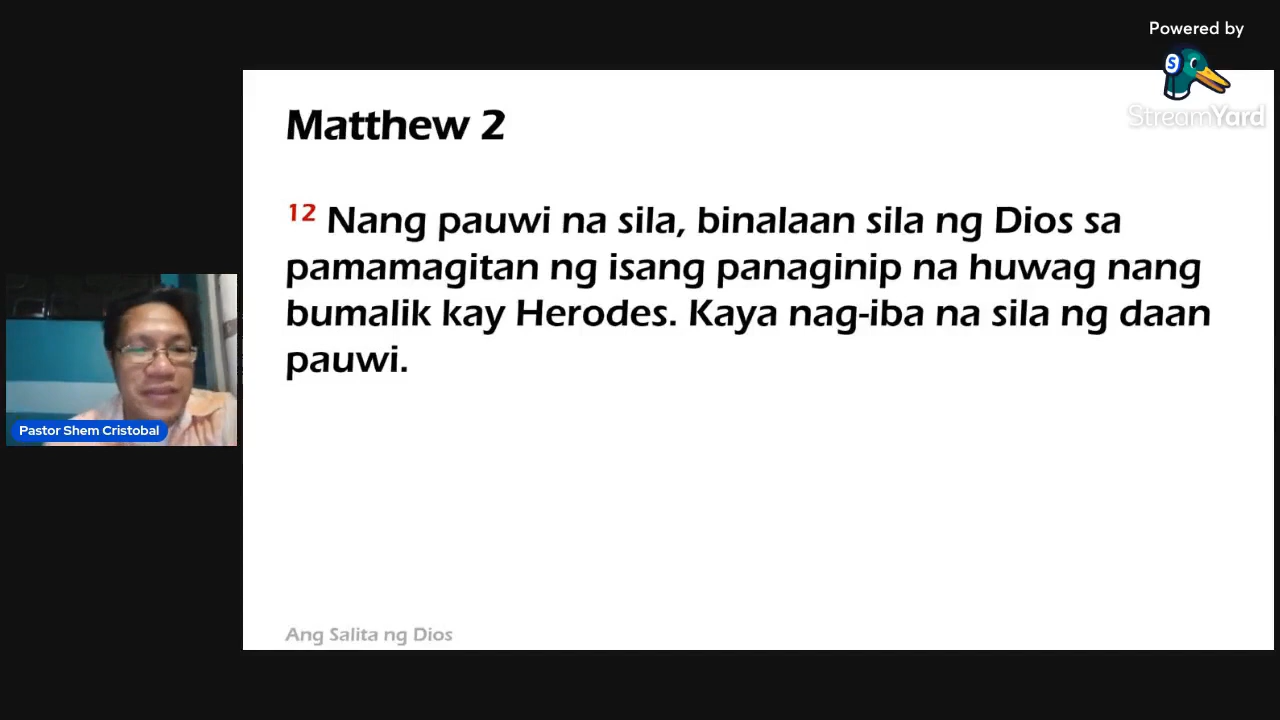 Powered by
S
StreamYard
Matthew 2
12 Nang pauwi na sila, binalaan sila ng Dios sa
pamamagitan ng isang panaginip na huwag nang
bumalik kay Herodes. Kaya nag-iba na sila ng daan
pauwi.
Pastor Shem Cristobal
Ang Salita ng Dios